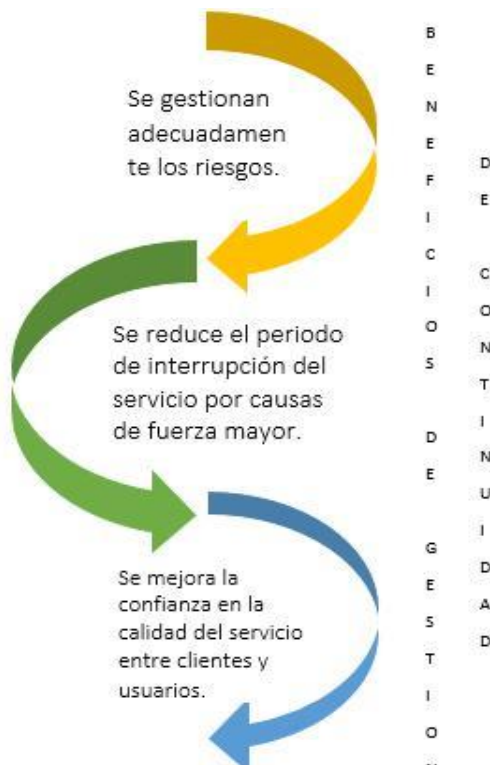 Se gestionan
adecuadamen
te los riesgos.
Se reduce el periodo
de interrupción del
servicio por causas
de fuerza mayor.
Se mejora la
confianza en la
calidad del servicio
entre clientes y
usuarios.
BENEFICIOS DE GESTION
DE CONTINUIDAD